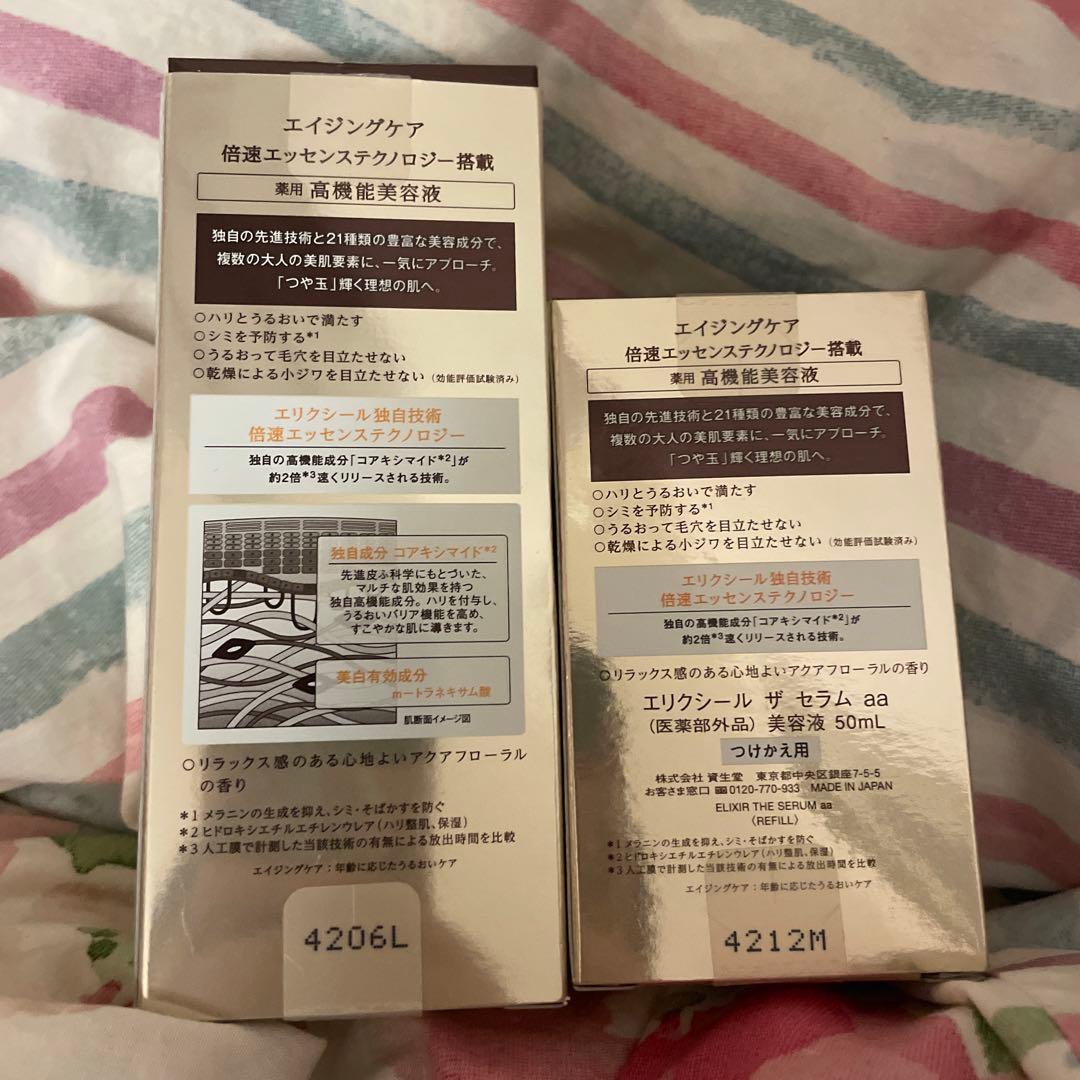 エイジングケア
倍速エッセンステクノロジー搭載
薬用 高機能美容液
独自の先進技術と21種類の豊富な美容成分で、
複数の大人の美肌要素に、一気にアプローチ。
「つや玉」輝く理想の肌へ。
○ハリとうるおいで満たす
○シミを予防する*1
○うるおって毛穴を目立たせない
○乾燥による小ジワを目立たせない (効能評価試験済み)
エリクシール独自技術
倍速エッセンステクノロジー
独自の高機能成分「コアキシマイド*2」が
約2倍*3速くリリースされる技術。
独自成分 コアキシマイド*2
先進皮ふ科学にもとづいた、
マルチな肌効果を持つ
独自高機能成分。ハリを付与し、
うるおいバリア機能を高め、
すこやかな肌に導きます。
美白有効成分
m-トラネキサム酸
肌断面イメージ図
○リラックス感のある心地よいアクアフローラル
の香り
*1 メラニンの生成を抑え、シミ・そばかすを防ぐ
*2 ヒドロキシエチルエチレンウレア(ハリ整肌、保湿)
*3 人工膜で計測した当該技術の有無による放出時間を比較
エイジングケア:年齢に応じたうるおいケア
4206L
エイジングケア
倍速エッセンステクノロジー搭載
薬用 高機能美容液
独自の先進技術と21種類の豊富な美容成分で、
複数の大人の美肌要素に、一気にアプローチ。
「つや玉」輝く理想の肌へ。
○ハリとうるおいで満たす
○シミを予防する*1
○うるおって毛穴を目立たせない
○乾燥による小ジワを目立たせない (効能評価試験済み)
エリクシール独自技術
倍速エッセンステクノロジー
独自の高機能成分「コアキシマイド*2」が
約2倍*3速くリリースされる技術。
○リラックス感のある心地よいアクアフローラルの香り
エリクシール ザ セラム aa
(医薬部外品) 美容液 50mL
つけかえ用
株式会社 資生堂 東京都中央区銀座7-5-5
お客さま窓口 0120-770-933 MADE IN JAPAN
ELIXIR THE SERUM aa
〈REFILL〉
*1 メラニンの生成を抑え、シミ・そばかすを防ぐ
*2 ヒドロキシエチルエチレンウレア(ハリ整肌、保湿)
*3 人工膜で計測した当該技術の有無による放出時間を比較
エイジングケア:年齢に応じたうるおいケア
4212M